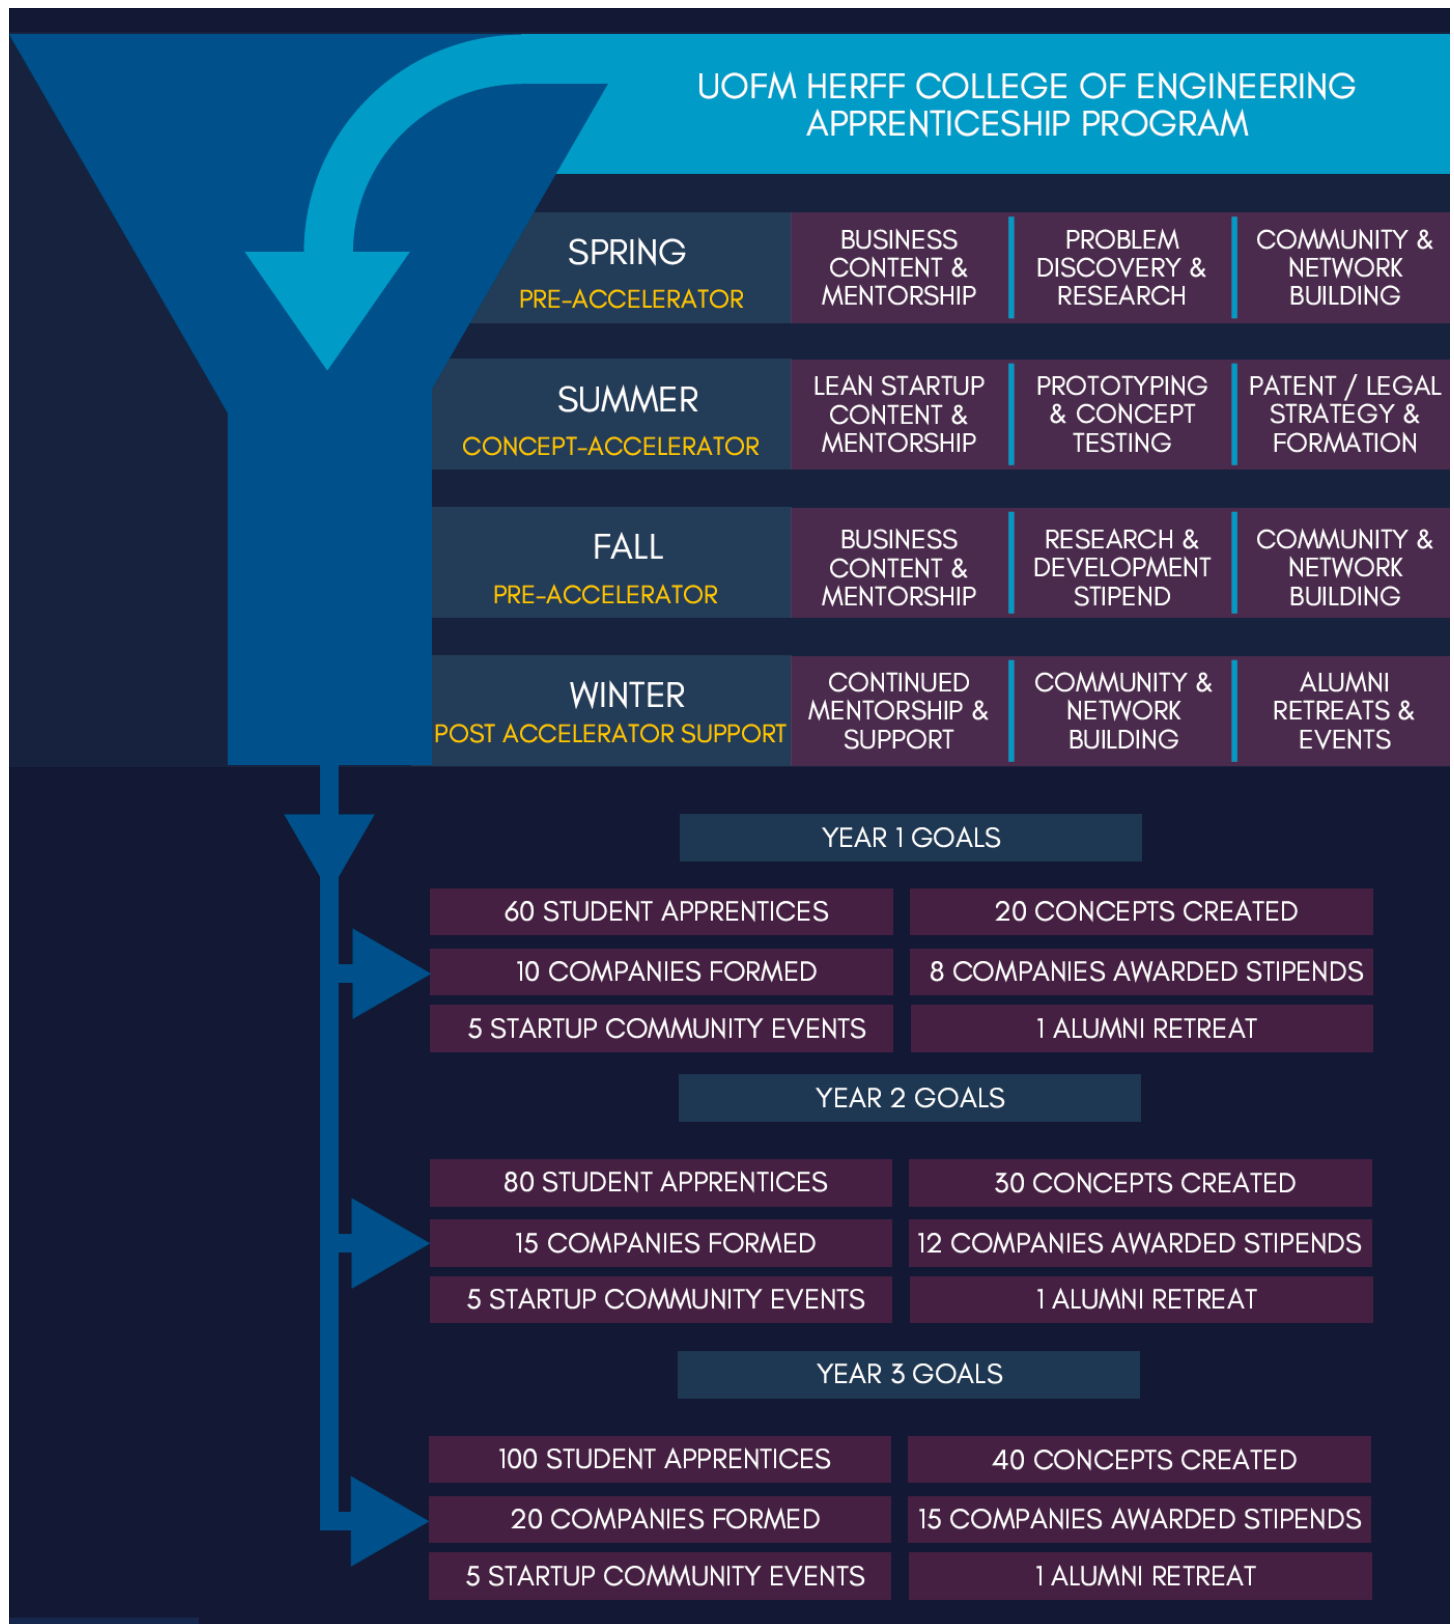 UOFM HERFF COLLEGE OF ENGINEERING
APPRENTICESHIP PROGRAM
SPRING
PRE-ACCELERATOR
BUSINESS
CONTENT &
MENTORSHIP
PROBLEM
DISCOVERY &
RESEARCH
COMMUNITY &
NETWORK
BUILDING
SUMMER
CONCEPT-ACCELERATOR
LEAN STARTUP
CONTENT &
MENTORSHIP
PROTOTYPING
& CONCEPT
TESTING
PATENT / LEGAL
STRATEGY &
FORMATION
FALL
PRE-ACCELERATOR
BUSINESS
CONTENT &
MENTORSHIP
RESEARCH &
DEVELOPMENT
STIPEND
COMMUNITY &
NETWORK
BUILDING
WINTER
POST ACCELERATOR SUPPORT
CONTINUED
MENTORSHIP &
SUPPORT
COMMUNITY &
NETWORK
BUILDING
ALUMNI
RETREATS &
EVENTS
YEAR 1 GOALS
60 STUDENT APPRENTICES
20 CONCEPTS CREATED
10 COMPANIES FORMED
8 COMPANIES AWARDED STIPENDS
5 STARTUP COMMUNITY EVENTS
1 ALUMNI RETREAT
YEAR 2 GOALS
80 STUDENT APPRENTICES
30 CONCEPTS CREATED
15 COMPANIES FORMED
12 COMPANIES AWARDED STIPENDS
5 STARTUP COMMUNITY EVENTS
1 ALUMNI RETREAT
YEAR 3 GOALS
100 STUDENT APPRENTICES
40 CONCEPTS CREATED
20 COMPANIES FORMED
15 COMPANIES AWARDED STIPENDS
5 STARTUP COMMUNITY EVENTS
1 ALUMNI RETREAT